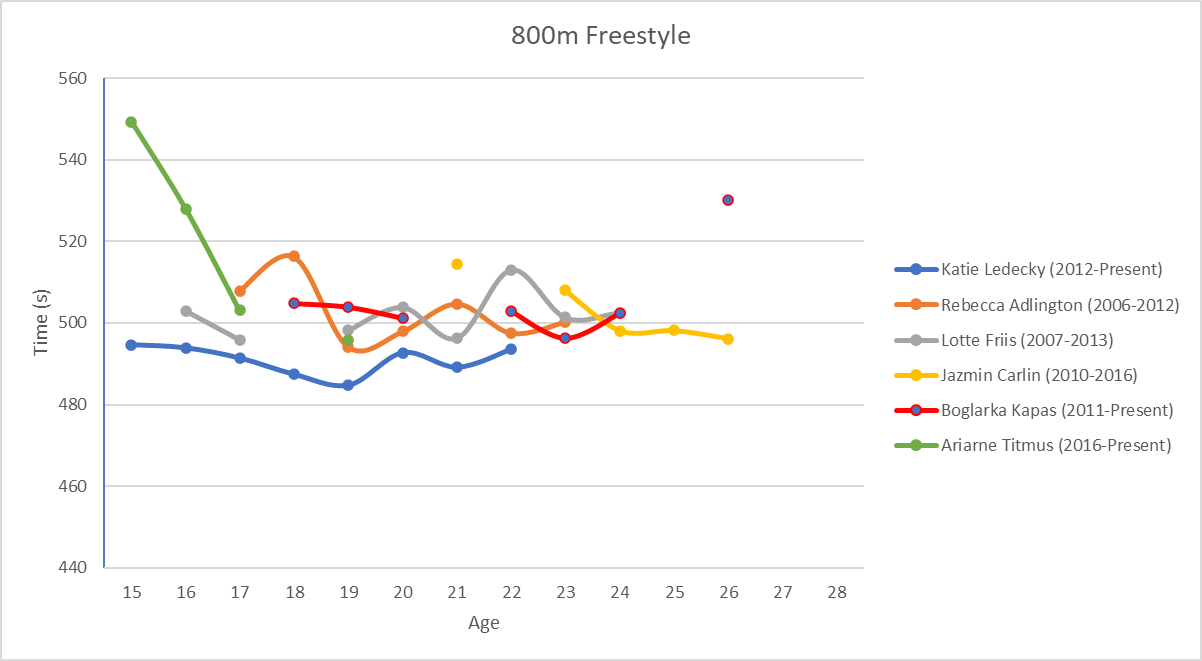 800m Freestyle
560
540
520
500
480
460
440
Time (s)
15 16 17 18 19 20 21 22 23 24 25 26 27 28
Age
Katie Ledecky (2012-Present)
Rebecca Adlington (2006-2012)
Lotte Friis (2007-2013)
Jazmin Carlin (2010-2016)
Boglarka Kapas (2011-Present)
Ariarne Titmus (2016-Present)